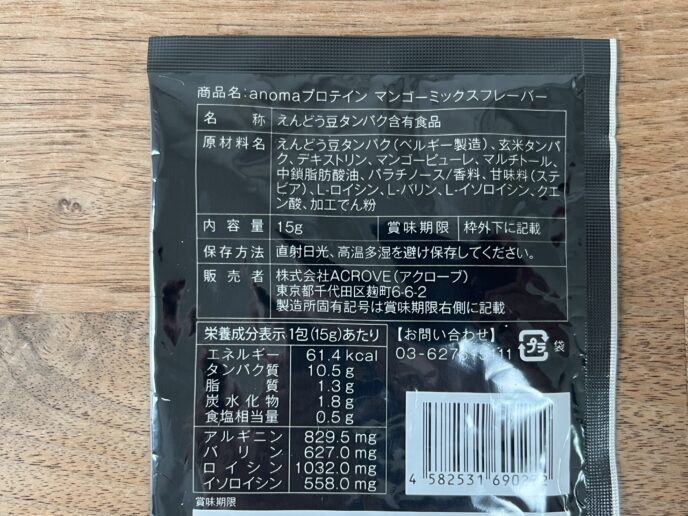 商品名:anomaプロテイン マンゴーミックスフレーバー
名称 えんどう豆タンパク含有食品
原材料名 えんどう豆タンパク(ベルギー製造)、玄米タンパ
ク、デキストリン、マンゴーピューレ、マルチトール、
中鎖脂肪酸油、パラチノース/香料、甘味料(ステ
ビア)、L-ロイシン、L-バリン、L-イソロイシン、クエ
ン酸、加工でん粉
内容量 15g 賞味期限 枠外下に記載
保存方法 直射日光、高温多湿を避け保存してください。
販売者 株式会社ACROVE(アクローブ)
東京都千代田区麹町6-6-2
製造所固有記号は賞味期限右側に記載
栄養成分表示 1包(15g)あたり
エネルギー 61.4 kcal
タンパク質 10.5 g
脂質 1.3 g
炭水化物 1.8 g
食塩相当量 0.5 g
アルギニン 829.5 mg
バリン 627.0 mg
ロイシン 1032.0 mg
イソロイシン 558.0 mg
賞味期限
【お問い合わせ】
プラ 袋
4 582531